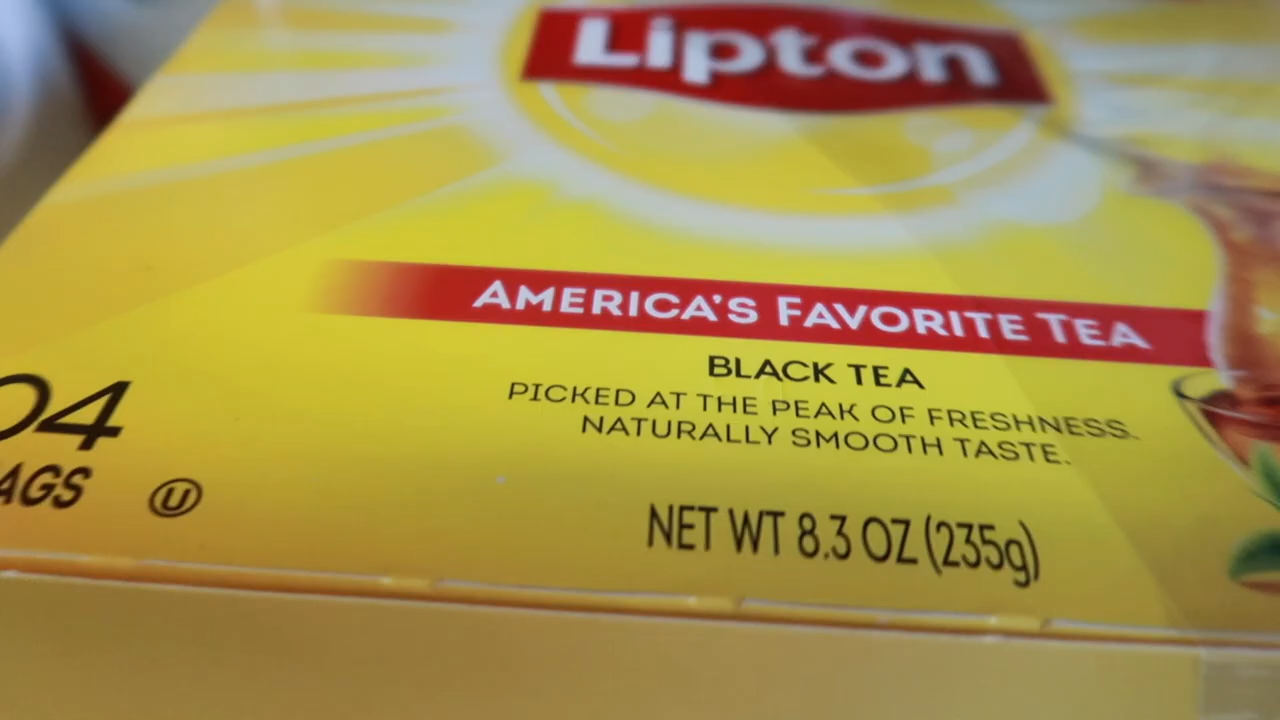 Lipton
AMERICA'S FAVORITE TEA
BLACK TEA
PICKED AT THE PEAK OF FRESHNESS.
NATURALLY SMOOTH TASTE.
04
AGS
U
NET WT 8.3 OZ (235g)